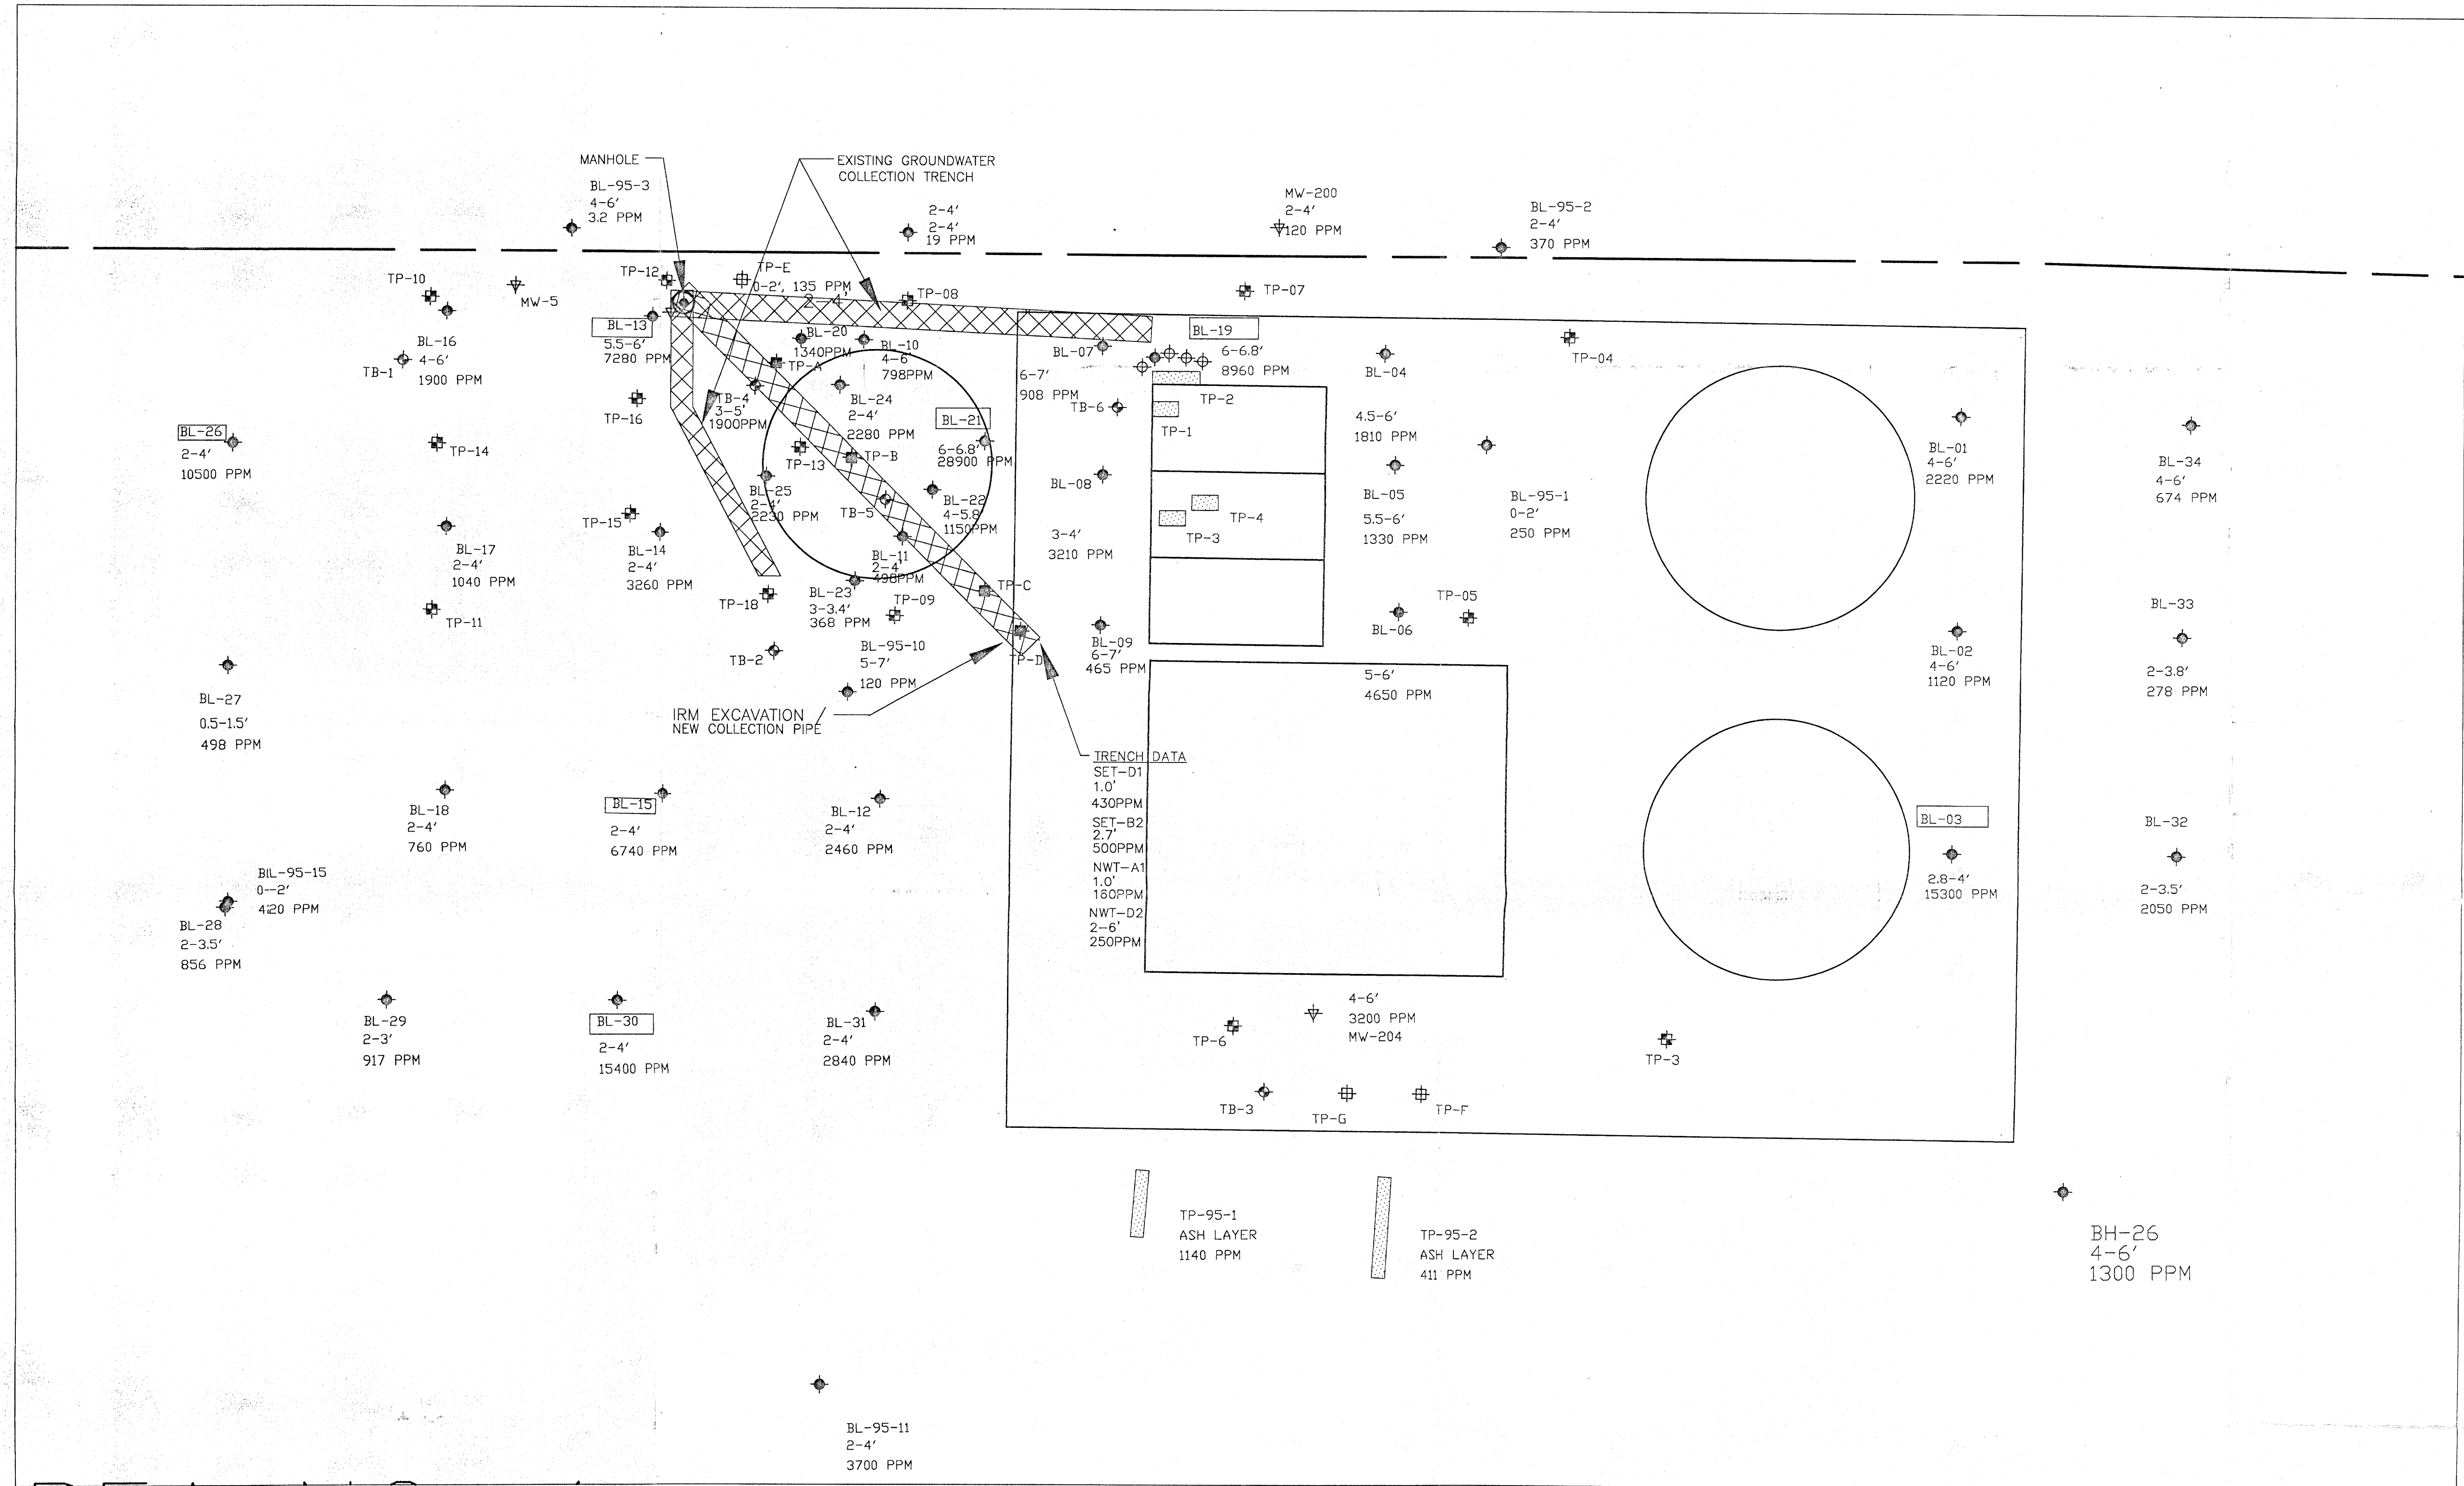 MANHOLE
EXISTING GROUNDWATER
COLLECTION TRENCH
BL-95-3
4-6'
3.2 PPM
2-4'
2-4'
19 PPM
MW-200
2-4'
120 PPM
BL-95-2
2-4'
370 PPM
TP-10
MW-5
TP-12
TP-E
0-2', 135 PPM
2-4'
TP-08
TP-07
BL-16
4-6'
1900 PPM
TB-1
BL-13
5.5-6'
7280 PPM
BL-20
1340PPM
TP-A
BL-10
4-6'
798PPM
BL-07
6-7'
908 PPM
BL-19
6-6.8'
8960 PPM
BL-04
4.5-6'
1810 PPM
TP-04
TP-16
TB-4
3-5'
1900PPM
BL-24
2-4'
2280 PPM
BL-21
6-6.8'
28900 PPM
TB-6
TP-2
TP-1
BL-26
2-4'
10500 PPM
TP-14
TP-13
TP-B
BL-08
3-4'
3210 PPM
BL-05
5.5-6'
1330 PPM
BL-95-1
0-2'
250 PPM
BL-01
4-6'
2220 PPM
BL-34
4-6'
674 PPM
BL-25
2-4'
2230 PPM
TB-5
BL-22
4-5.8'
1150PPM
TP-4
TP-3
BL-17
2-4'
1040 PPM
TP-15
BL-14
2-4'
3260 PPM
BL-11
2-4'
498PPM
TP-C
TP-11
TP-18
BL-23
3-3.4'
368 PPM
TP-09
TP-D
BL-09
6-7'
465 PPM
BL-06
5-6'
4650 PPM
TP-05
BL-02
4-6'
1120 PPM
BL-33
2-3.8'
278 PPM
TB-2
BL-95-10
5-7'
120 PPM
BL-27
0.5-1.5'
498 PPM
IRM EXCAVATION
NEW COLLECTION PIPE
TRENCH DATA
SET-D1
1.0'
430PPM
SET-B2
2.7'
500PPM
NWT-A1
1.0'
160PPM
NWT-D2
2-6'
250PPM
BL-18
2-4'
760 PPM
BL-15
2-4'
6740 PPM
BL-12
2-4'
2460 PPM
BL-03
2.8-4'
15300 PPM
BL-32
2-3.5'
2050 PPM
BL-95-15
0-2'
420 PPM
BL-28
2-3.5'
856 PPM
BL-29
2-3'
917 PPM
BL-30
2-4'
15400 PPM
BL-31
2-4'
2840 PPM
TP-6
4-6'
3200 PPM
MW-204
TP-3
TB-3
TP-G
TP-F
TP-95-1
ASH LAYER
1140 PPM
TP-95-2
ASH LAYER
411 PPM
BH-26
4-6'
1300 PPM
BL-95-11
2-4'
3700 PPM